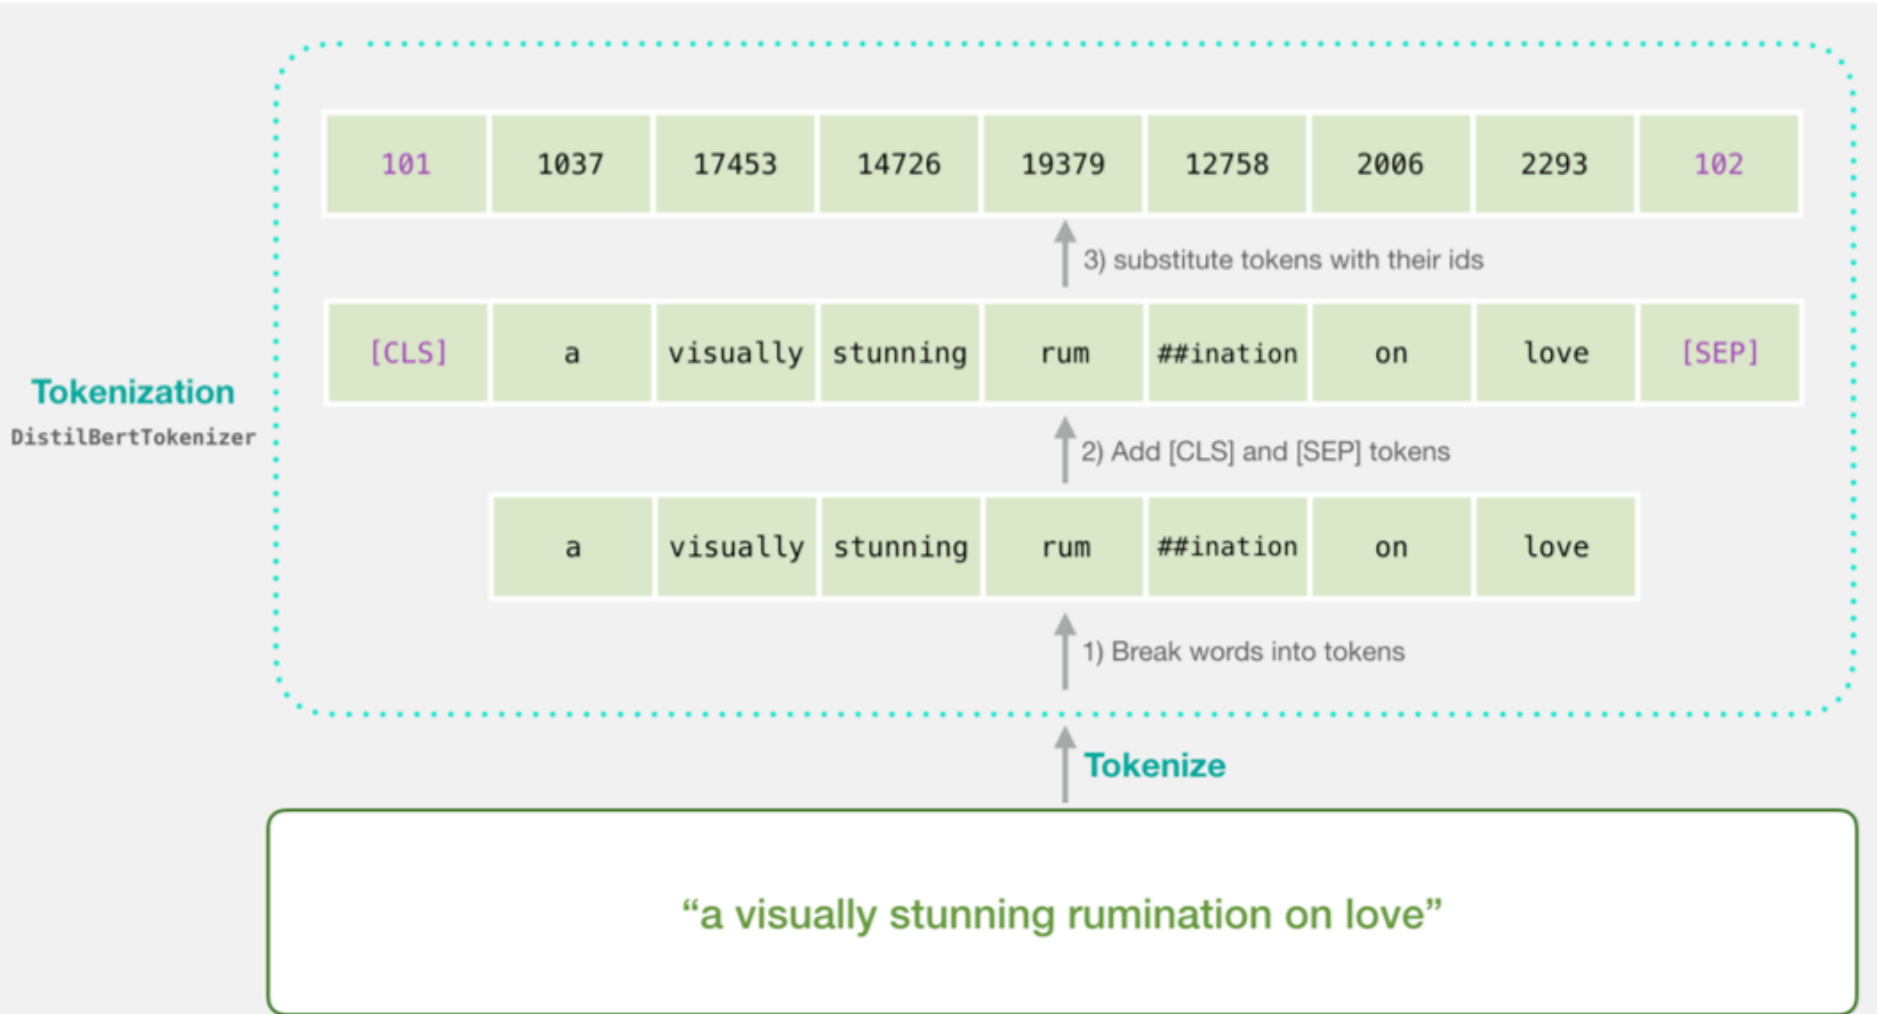 101 1037 17453 14726 19379 12758 2006 2293 102
3) substitute tokens with their ids
[CLS] a visually stunning rum ##ination on love [SEP]
Tokenization
DistilBertTokenizer
2) Add [CLS] and [SEP] tokens
a visually stunning rum ##ination on love
1) Break words into tokens
Tokenize
“a visually stunning rumination on love”